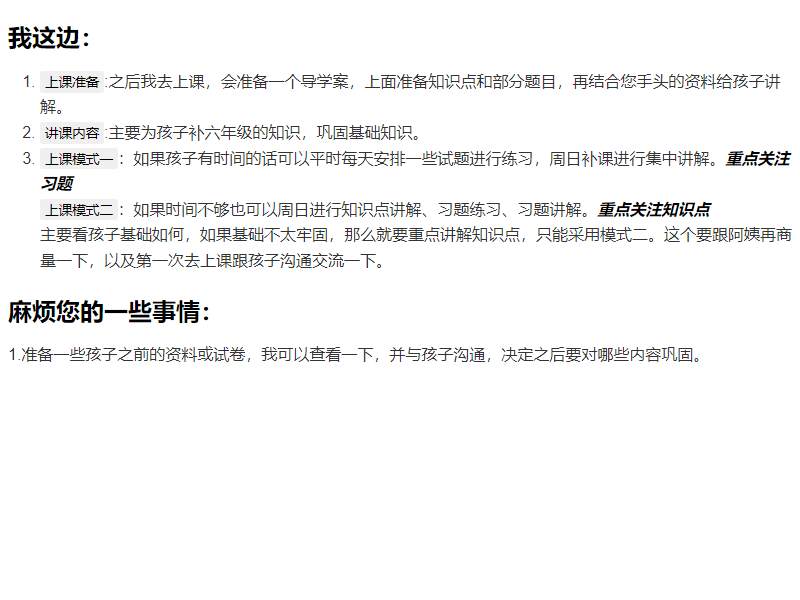 我这边：
1. 上课准备:之后我去上课，会准备一个导学案，上面准备知识点和部分题目，再结合您手头的资料给孩子讲
解。
2. 讲课内容:主要为孩子补六年级的知识，巩固基础知识。
3. 上课模式一：如果孩子有时间的话可以平时每天安排一些试题进行练习，周日补课进行集中讲解。重点关注
习题
上课模式二：如果时间不够也可以周日进行知识点讲解、习题练习、习题讲解。重点关注知识点
主要看孩子基础如何，如果基础不太牢固，那么就要重点讲解知识点，只能采用模式二。这个要跟阿姨再商
量一下，以及第一次去上课跟孩子沟通交流一下。
麻烦您的一些事情：
1.准备一些孩子之前的资料或试卷，我可以查看一下，并与孩子沟通，决定之后要对哪些内容巩固。